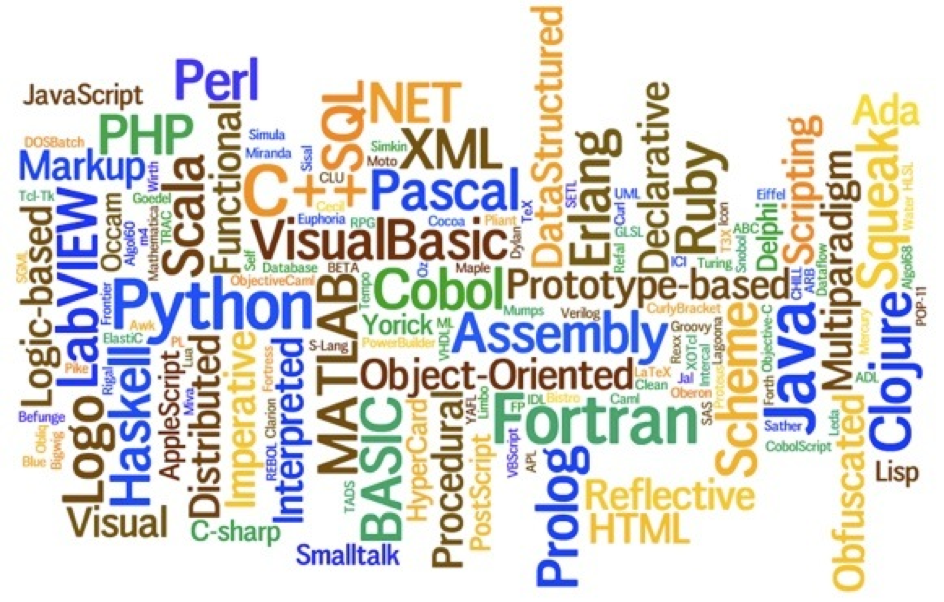 DataStructured
Perl
JavaScript
NET
SQL
Ada
PHP
Functional
Simula
Declarative
Scripting
DOSBatch
Markup
Miranda
Sisal
Simkin
Moto
XML
Erlang
Ruby
Squeak
Wirth
Scala
C++
CLU
Pascal
SETL
UML
Eiffel
HLSL
Tcl-Tk
Goedel
Cecil
TeX
Curl
Icon
Multiparadigm
LabVIEW
Occam
Algol60
m4
Mathematica
TRAC
Euphoria
RPG
Cocoa
Pliant
GLSL
T3X
ABC
Delphi
Water
Logic-based
VisualBasic
Dylan
Refal
ICI
Turing
Snobol
Dataflow
Algol68
SGML
Self
Database
BETA
Oz
Maple
CHILL
ARB
Frontier
Python
ObjectiveCaml
MATLAB
Tempo
Cobol
Prototype-based
POP-11
Awk
Yorick
ML
Mumps
Verilog
CurlyBracket
Scheme
Objective-C
Java
Mercury
Clojure
ElastiC
PL
Lua
Fortress
S-Lang
PowerBuilder
VHDL
Assembly
Groovy
Rexx
XOTcl
Lagoona
Pike
Haskell
Rigal
AppleScript
Miva
Distributed
Imperative
Interpreted
Object-Oriented
LaTeX
Clean
Jal
Intercal
Oberon
Proteus
Forth
ADL
Logo
Clarion
BASIC
HyperCard
Procedural
YAFL
Limbo
FP
IDL
Bistro
Caml
SAS
Befunge
Fortran
Sather
Leda
Obliq
Blue
Bigwig
REBOL
PostScript
VBScript
APL
CobolScript
Obfuscated
Lisp
TADS
Prolog
Reflective
Visual
C-sharp
HTML
Smalltalk